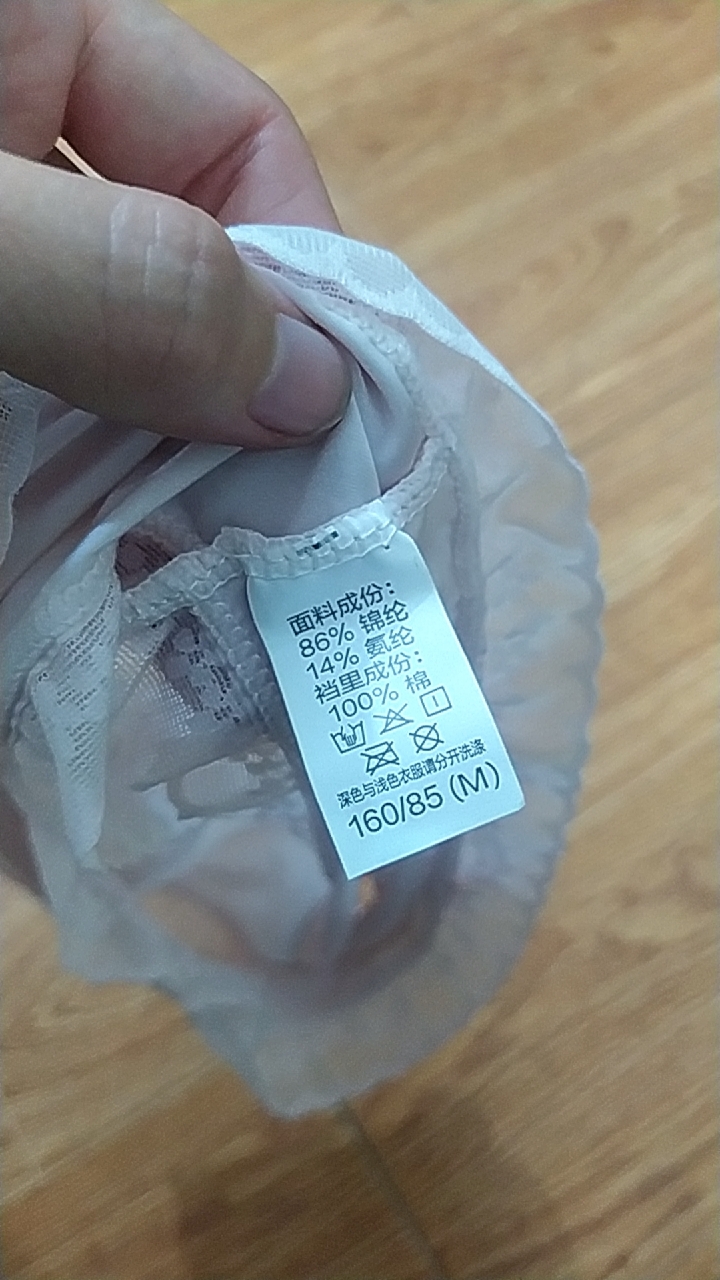 面料成份：
86% 锦纶
14% 氨纶
裆里成份：
100% 棉
深色与浅色衣服请分开洗涤
160/85 (M)